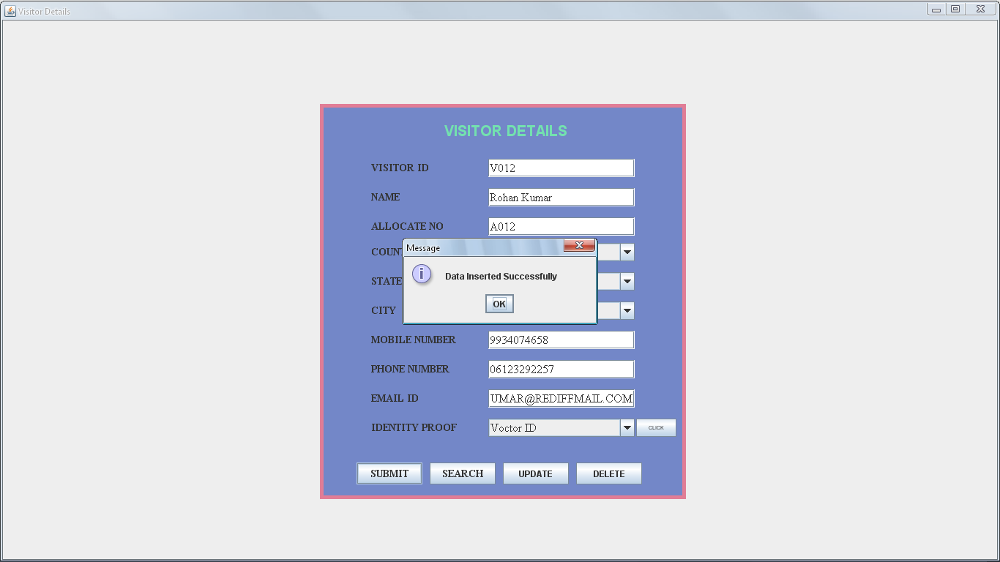 Visitor Details
VISITOR DETAILS
VISITOR ID V012
NAME Rohan Kumar
ALLOCATE NO A012
Message
COUN
Data Inserted Successfully
STATE
OK
CITY
MOBILE NUMBER 9934074658
PHONE NUMBER 06123292257
EMAIL ID UMAR@REDIFFMAIL.COM
IDENTITY PROOF Voctor ID CLICK
SUBMIT SEARCH UPDATE DELETE